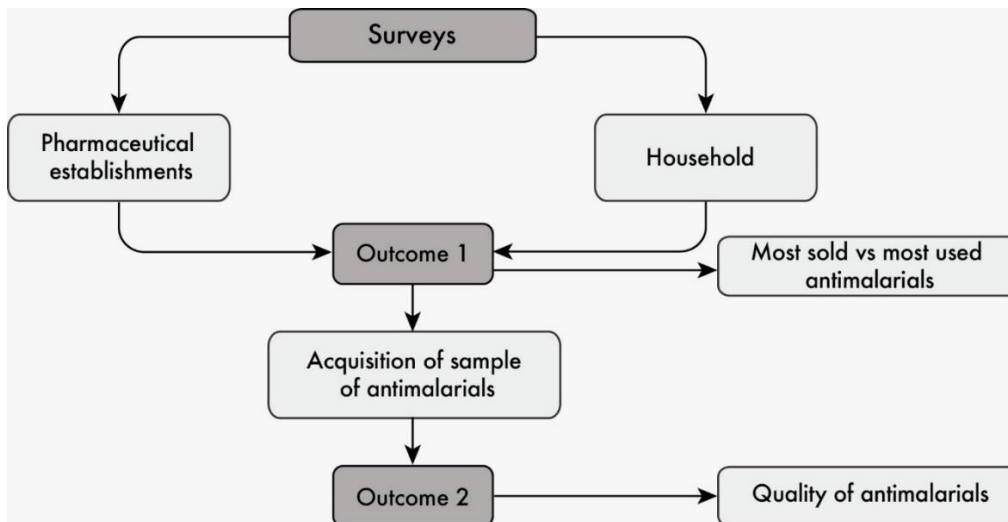 Surveys
Pharmaceutical
establishments
Household
Outcome 1
Most sold vs most used
antimalarials
Acquisition of sample
of antimalarials
Outcome 2
Quality of antimalarials